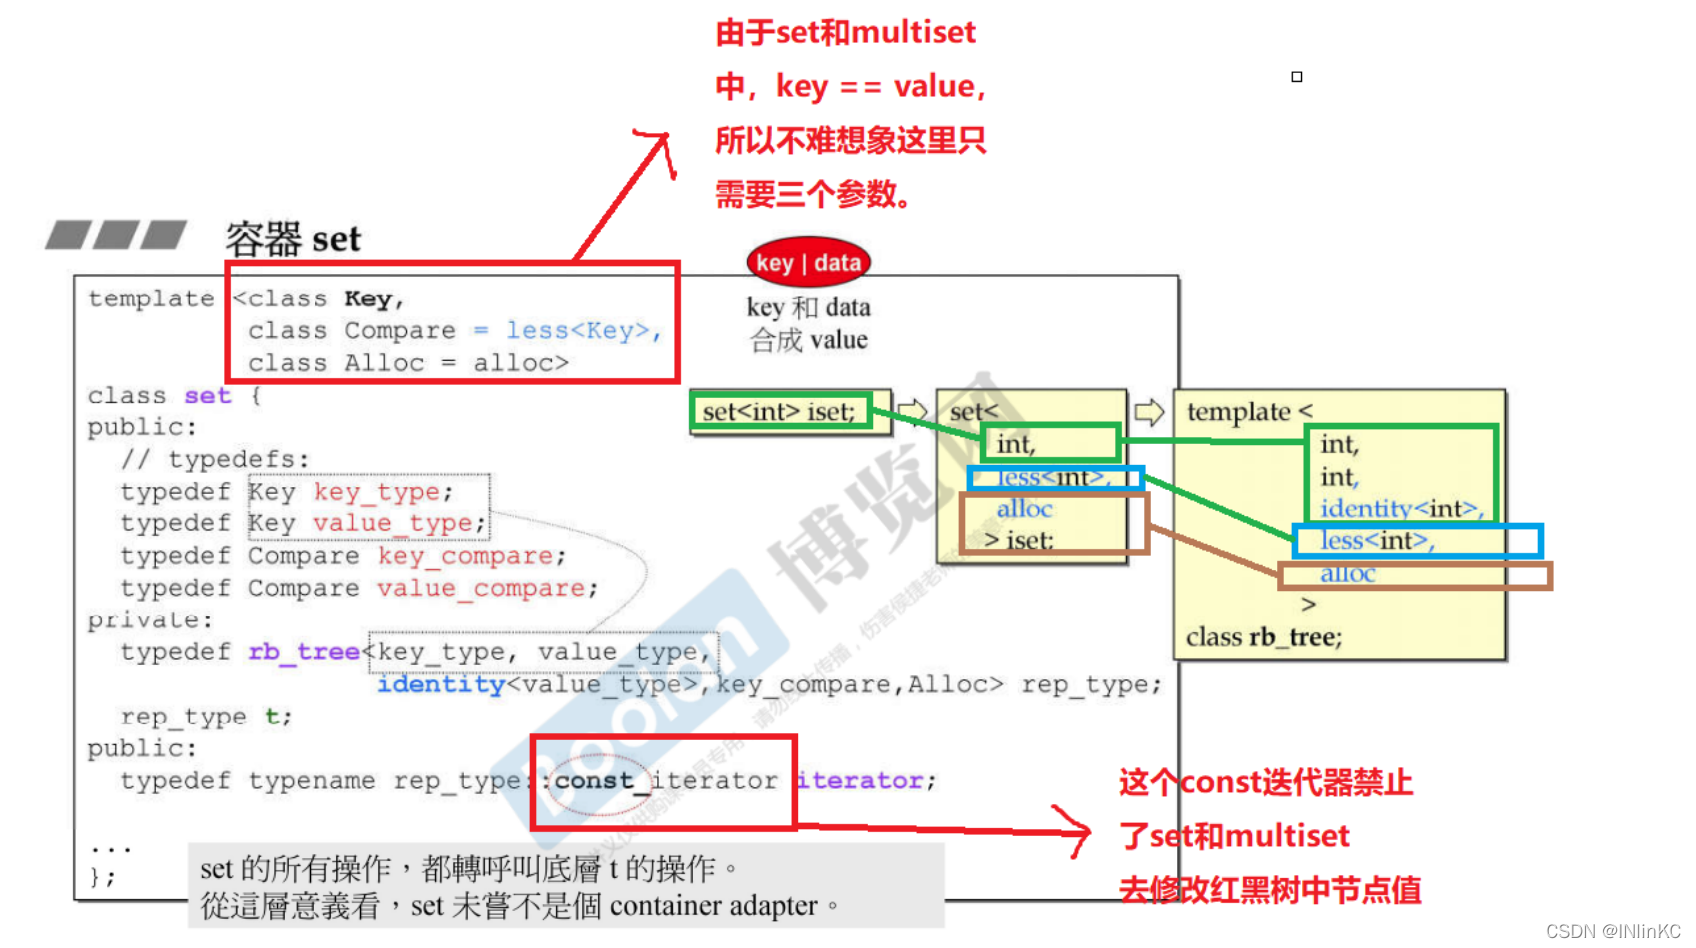 由于set和multiset
中，key == value，
所以不难想象这里只
需要三个参数。
容器 set
key | data
key 和 data
合成 value
template <class Key,
class Compare = less<Key>,
class Alloc = alloc>
class set {
public:
// typedefs:
typedef Key key_type;
typedef Key value_type;
typedef Compare key_compare;
typedef Compare value_compare;
private:
typedef rb_tree<key_type, value_type,
identity<value_type>,key_compare,Alloc> rep_type;
rep_type t;
public:
typedef typename rep_type::const_iterator iterator;
...
};
set<int> iset;
set<
int,
less<int>,
alloc
> iset;
template <
int,
int,
identity<int>,
less<int>,
alloc
>
class rb_tree;
set 的所有操作，都轉呼叫底層 t 的操作。
從這層意義看，set 未嘗不是個 container adapter。
这个const迭代器禁止
了set和multiset
去修改红黑树中节点值
Boolan
博览网
CSDN @INlinKC